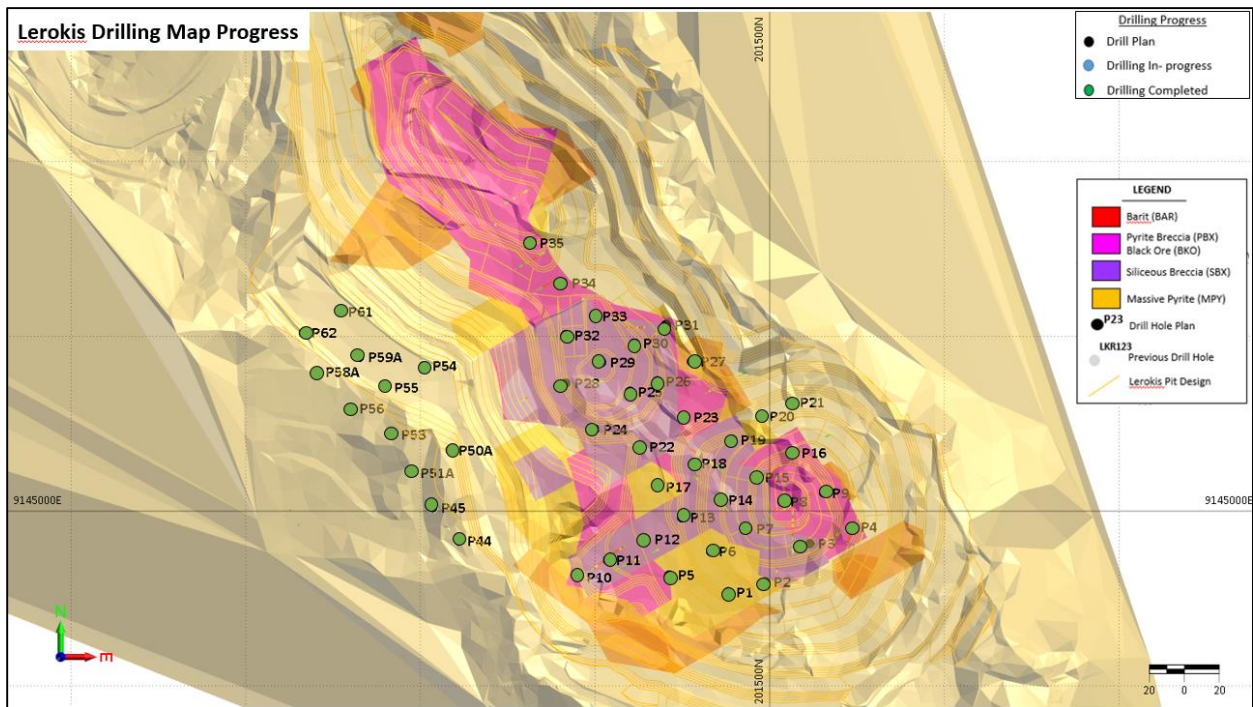 Lerokis Drilling Map Progress
201500N
Drilling Progress
Drill Plan
Drilling In- progress
Drilling Completed
LEGEND
Barit (BAR)
Pyrite Breccia (PBX)
Black Ore (BKO)
Siliceous Breccia (SBX)
Massive Pyrite (MPY)
P23 Drill Hole Plan
LKR123
Previous Drill Hole
Lerokis Pit Design
P35
P34
P61
P33
P31
P62
P32
P30
P59A
P29
P27
P54
P58A
P55
P28
P26
P25
P21
P56
P23
P20
P53
P24
P19
P50A
P22
P16
P18
P51A
P15
P17
P9
9145000E
P45
P14
P8
9145000E
P13
P7
P4
P44
P12
P6
P3
P11
P10
P5
P2
P1
N
E
201500N
20 0 20